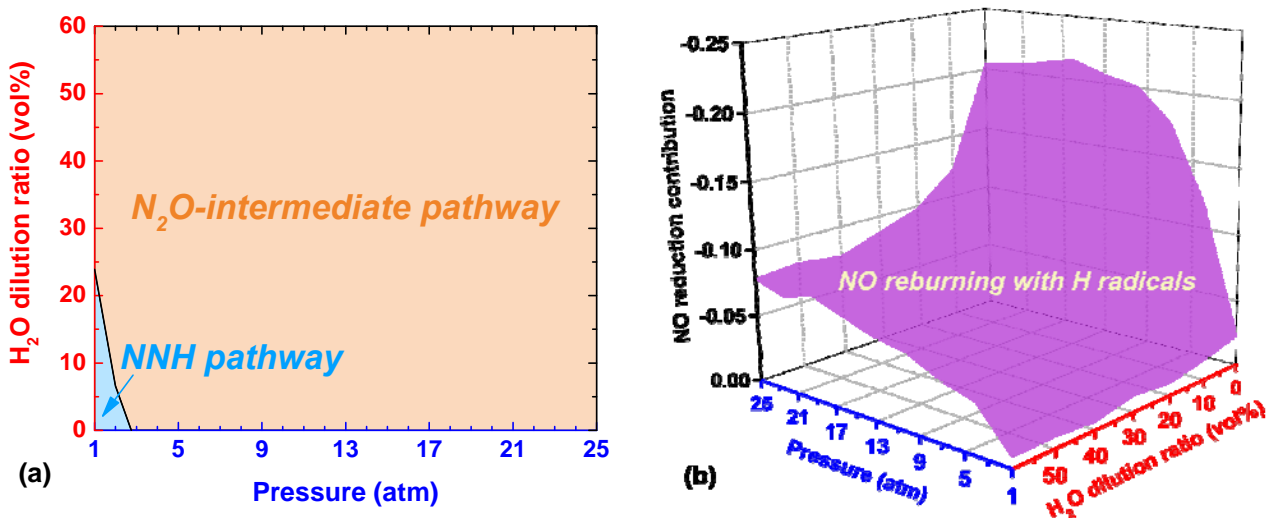 60
50
40
30
20
10
0
H₂O dilution ratio (vol%)
N₂O-intermediate pathway
NNH pathway
1 5 9 13 17 21 25
Pressure (atm)
(a)
-0.25
-0.20
-0.15
-0.10
-0.05
0.00
NO reduction contribution
NO reburning with H radicals
25 21 17 13 9 5 1
Pressure (atm)
50 40 30 20 10 0
H₂O dilution ratio (vol%)
(b)